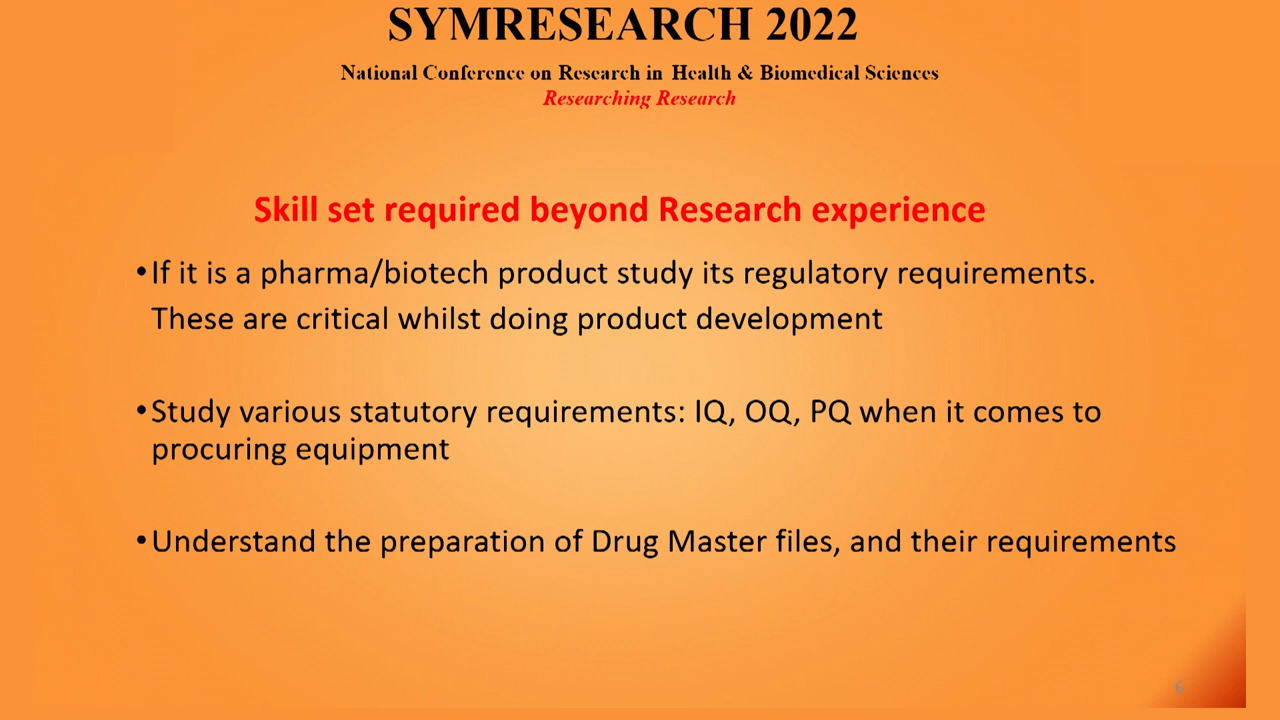 SYMRESEARCH 2022
National Conference on Research in Health & Biomedical Sciences
Researching Research
Skill set required beyond Research experience
•If it is a pharma/biotech product study its regulatory requirements.
These are critical whilst doing product development
•Study various statutory requirements: IQ, OQ, PQ when it comes to
procuring equipment
•Understand the preparation of Drug Master files, and their requirements
6